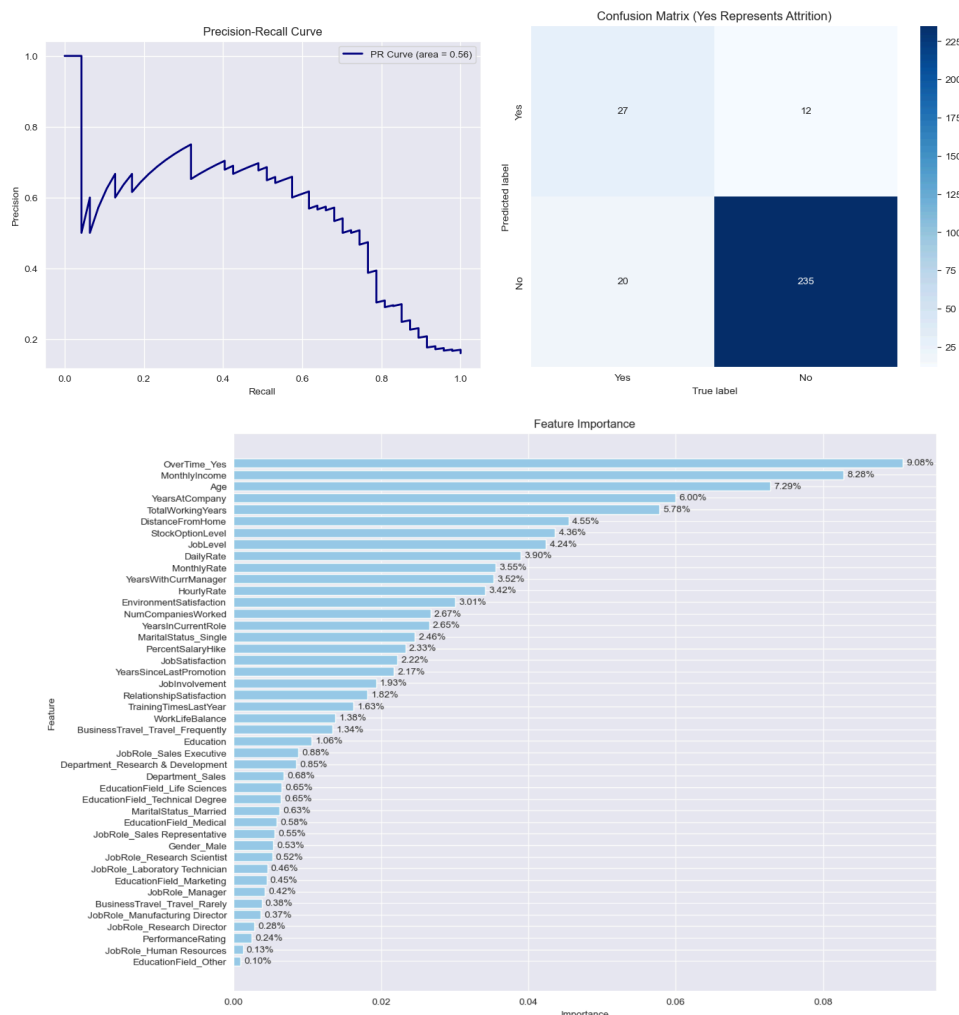 Precision-Recall Curve
PR Curve (area = 0.56)
Precision
1.0
0.8
0.6
0.4
0.2
0.0 0.2 0.4 0.6 0.8 1.0
Recall
Confusion Matrix (Yes Represents Attrition)
Predicted label
Yes
No
27 12
20 235
Yes No
True label
225
200
175
150
125
100
75
50
25
Feature Importance
Feature
OverTime_Yes 9.08%
MonthlyIncome 8.28%
Age 7.29%
YearsAtCompany 6.00%
TotalWorkingYears 5.78%
DistanceFromHome 4.55%
StockOptionLevel 4.36%
JobLevel 4.24%
DailyRate 3.90%
MonthlyRate 3.55%
YearsWithCurrManager 3.52%
HourlyRate 3.42%
EnvironmentSatisfaction 3.01%
NumCompaniesWorked 2.67%
YearsInCurrentRole 2.65%
MaritalStatus_Single 2.46%
PercentSalaryHike 2.33%
JobSatisfaction 2.22%
YearsSinceLastPromotion 2.17%
JobInvolvement 1.93%
RelationshipSatisfaction 1.82%
TrainingTimesLastYear 1.63%
WorkLifeBalance 1.38%
BusinessTravel_Travel_Frequently 1.34%
Education 1.06%
JobRole_Sales Executive 0.88%
Department_Research & Development 0.85%
Department_Sales 0.68%
EducationField_Life Sciences 0.65%
EducationField_Technical Degree 0.65%
MaritalStatus_Married 0.63%
EducationField_Medical 0.58%
JobRole_Sales Representative 0.55%
Gender_Male 0.53%
JobRole_Research Scientist 0.52%
JobRole_Laboratory Technician 0.46%
EducationField_Marketing 0.45%
JobRole_Manager 0.42%
BusinessTravel_Travel_Rarely 0.38%
JobRole_Manufacturing Director 0.37%
JobRole_Research Director 0.28%
PerformanceRating 0.24%
JobRole_Human Resources 0.13%
EducationField_Other 0.10%
0.00 0.02 0.04 0.06 0.08
Importance